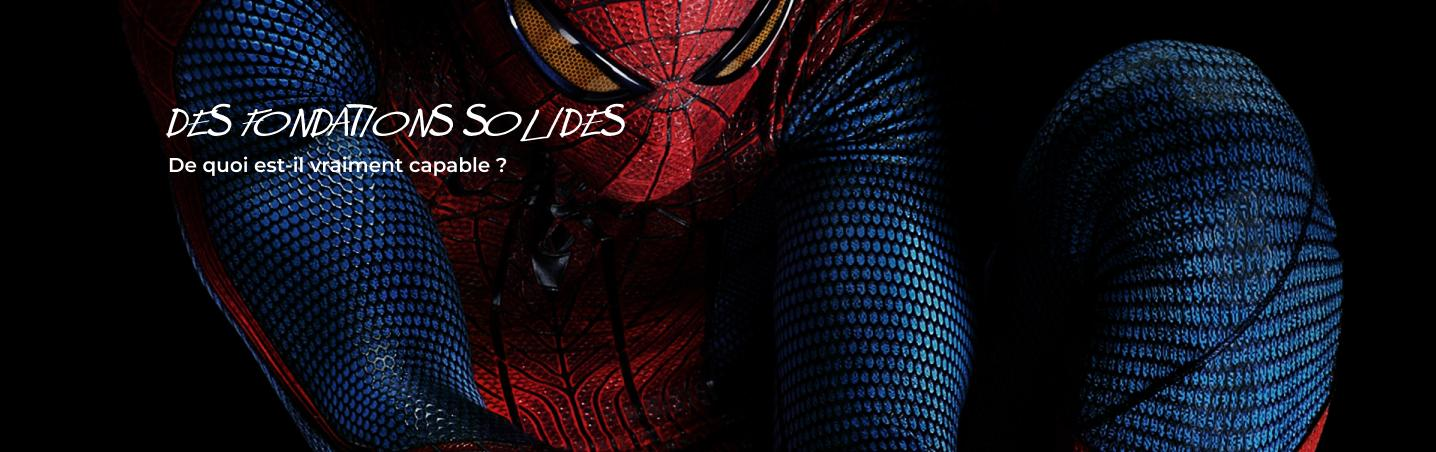 DES FONDATIONS SOLIDES
De quoi est-il vraiment capable ?